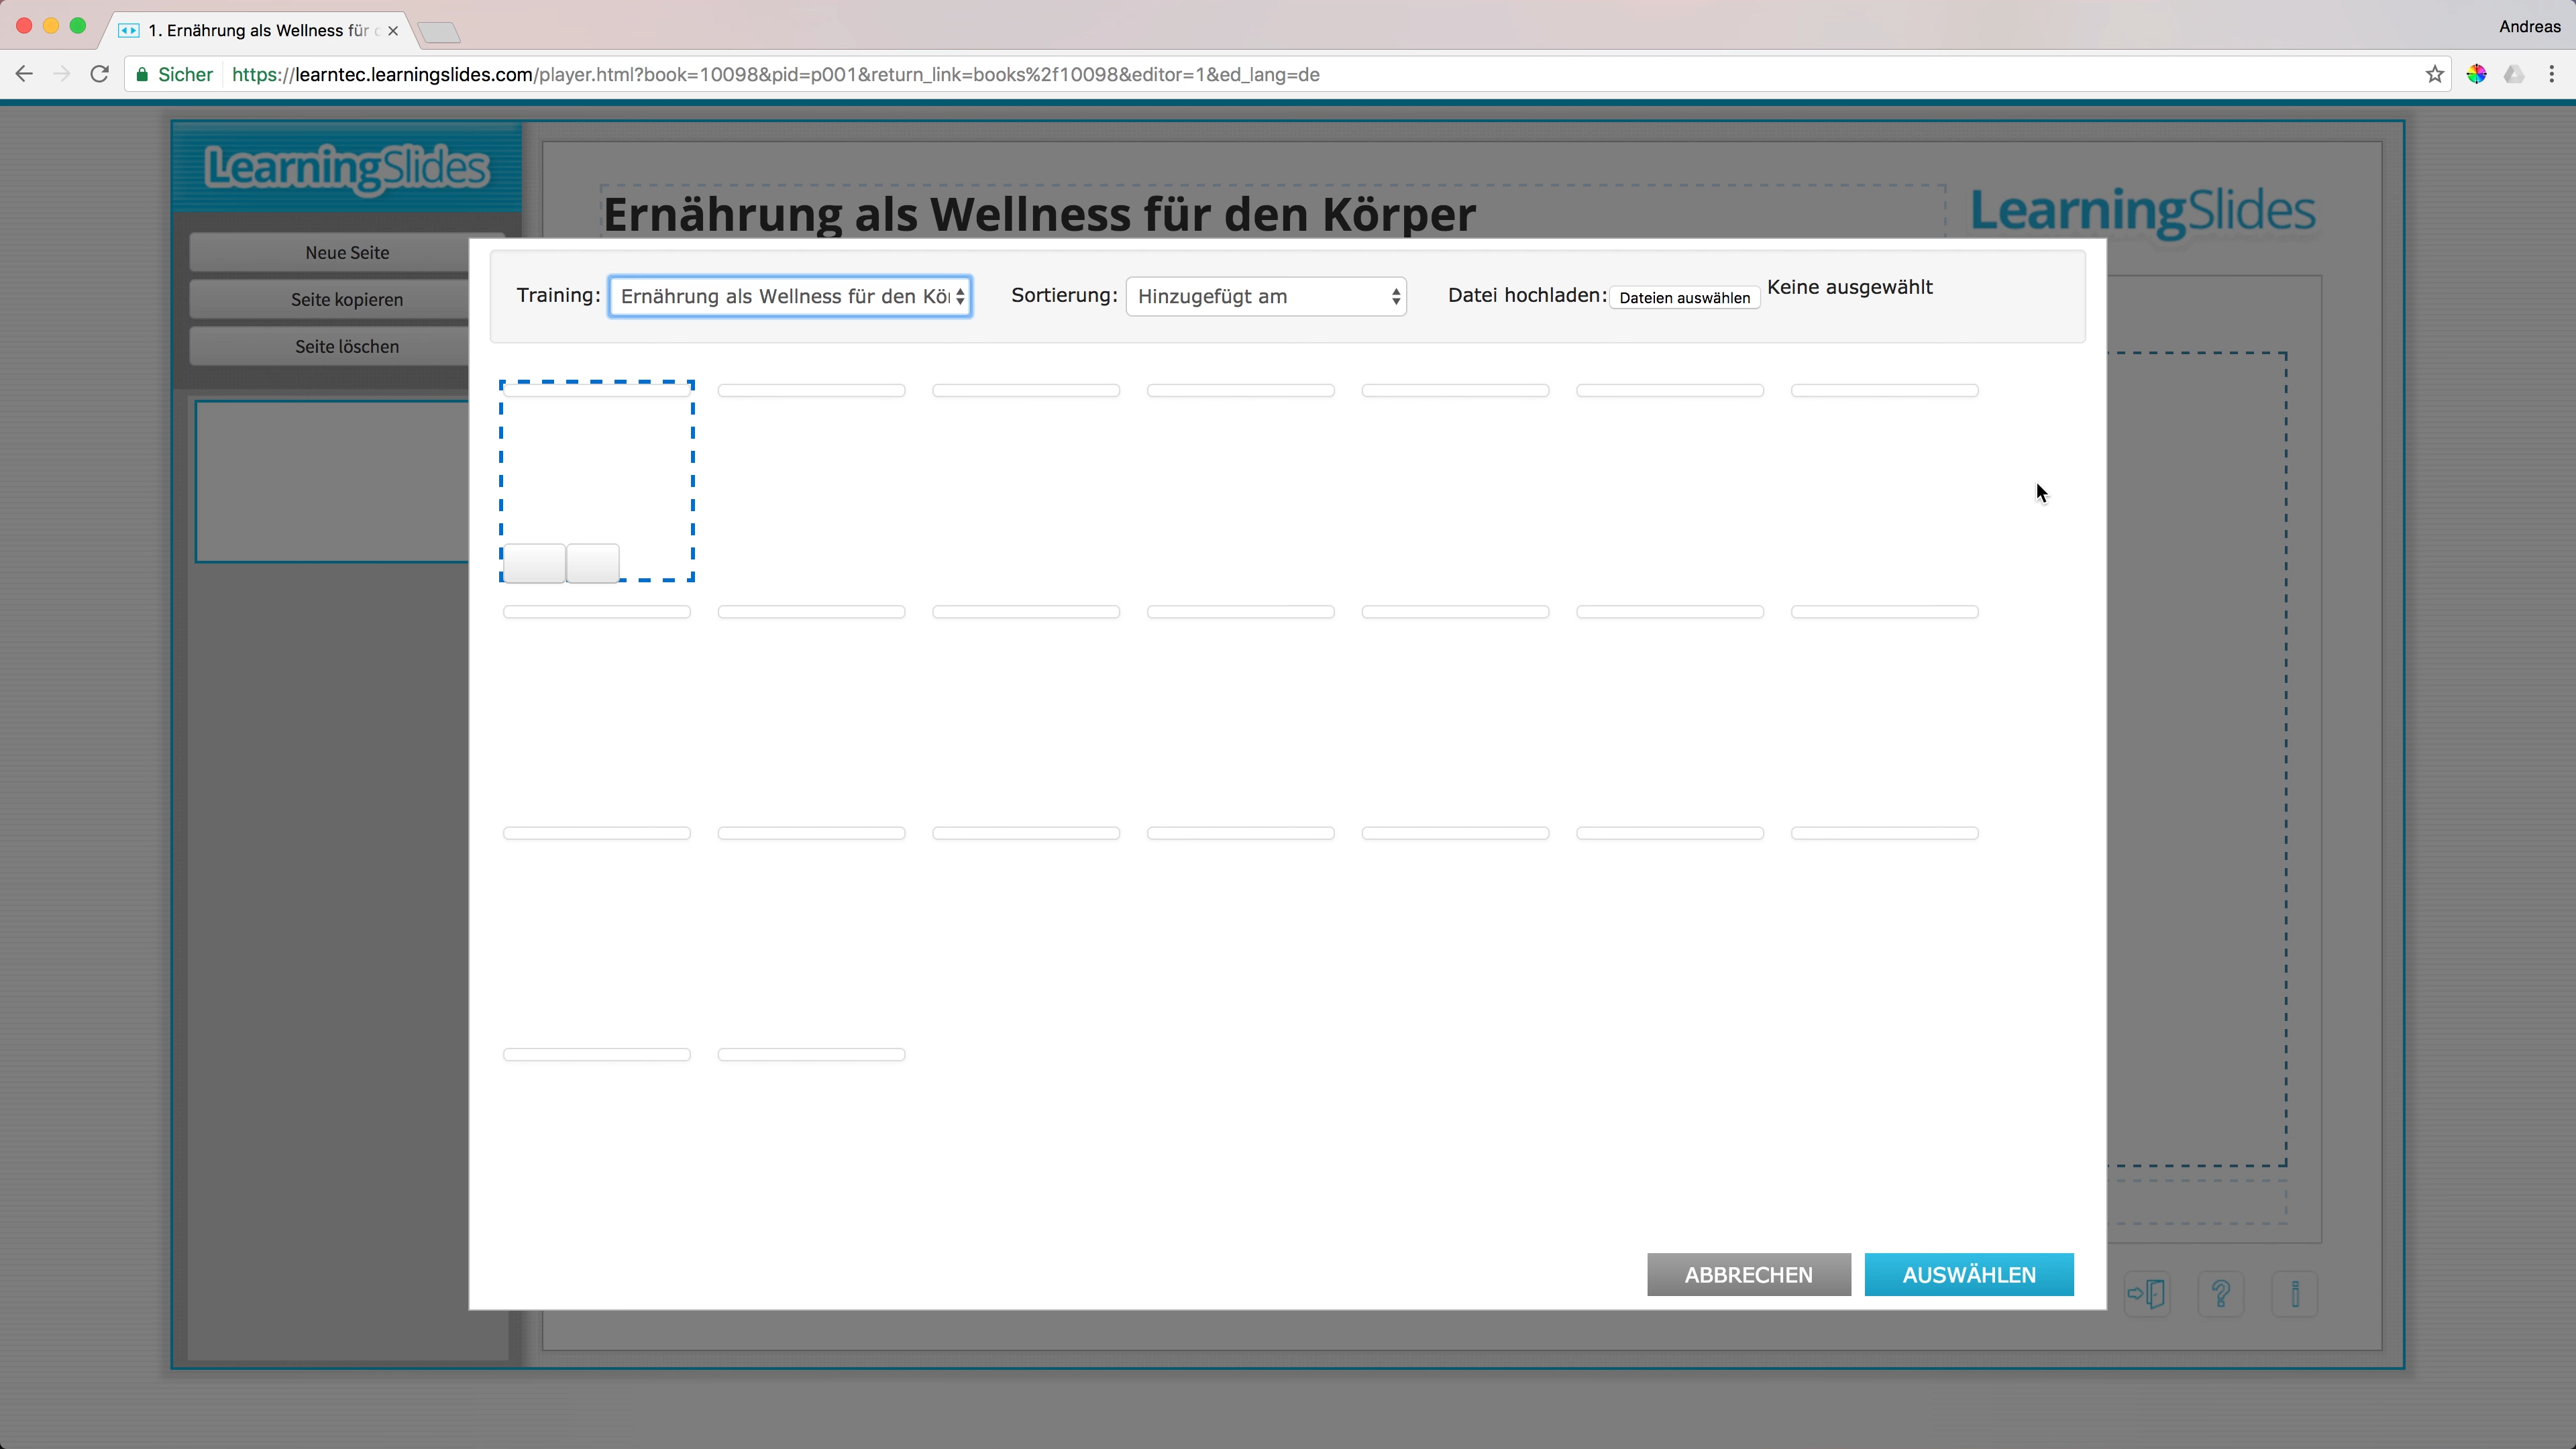 1. Ernährung als Wellness für
Andreas
Sicher
https://learntec.learningslides.com/player.html?book=10098&pid=p001&return_link=books%2f10098&editor=1&ed_lang=de
LearningSlides
Neue Seite
Seite kopieren
Seite löschen
Ernährung als Wellness für den Körper
LearningSlides
Training: Ernährung als Wellness für den Kör
Sortierung: Hinzugefügt am
Datei hochladen: Dateien auswählen Keine ausgewählt
ABBRECHEN
AUSWÄHLEN